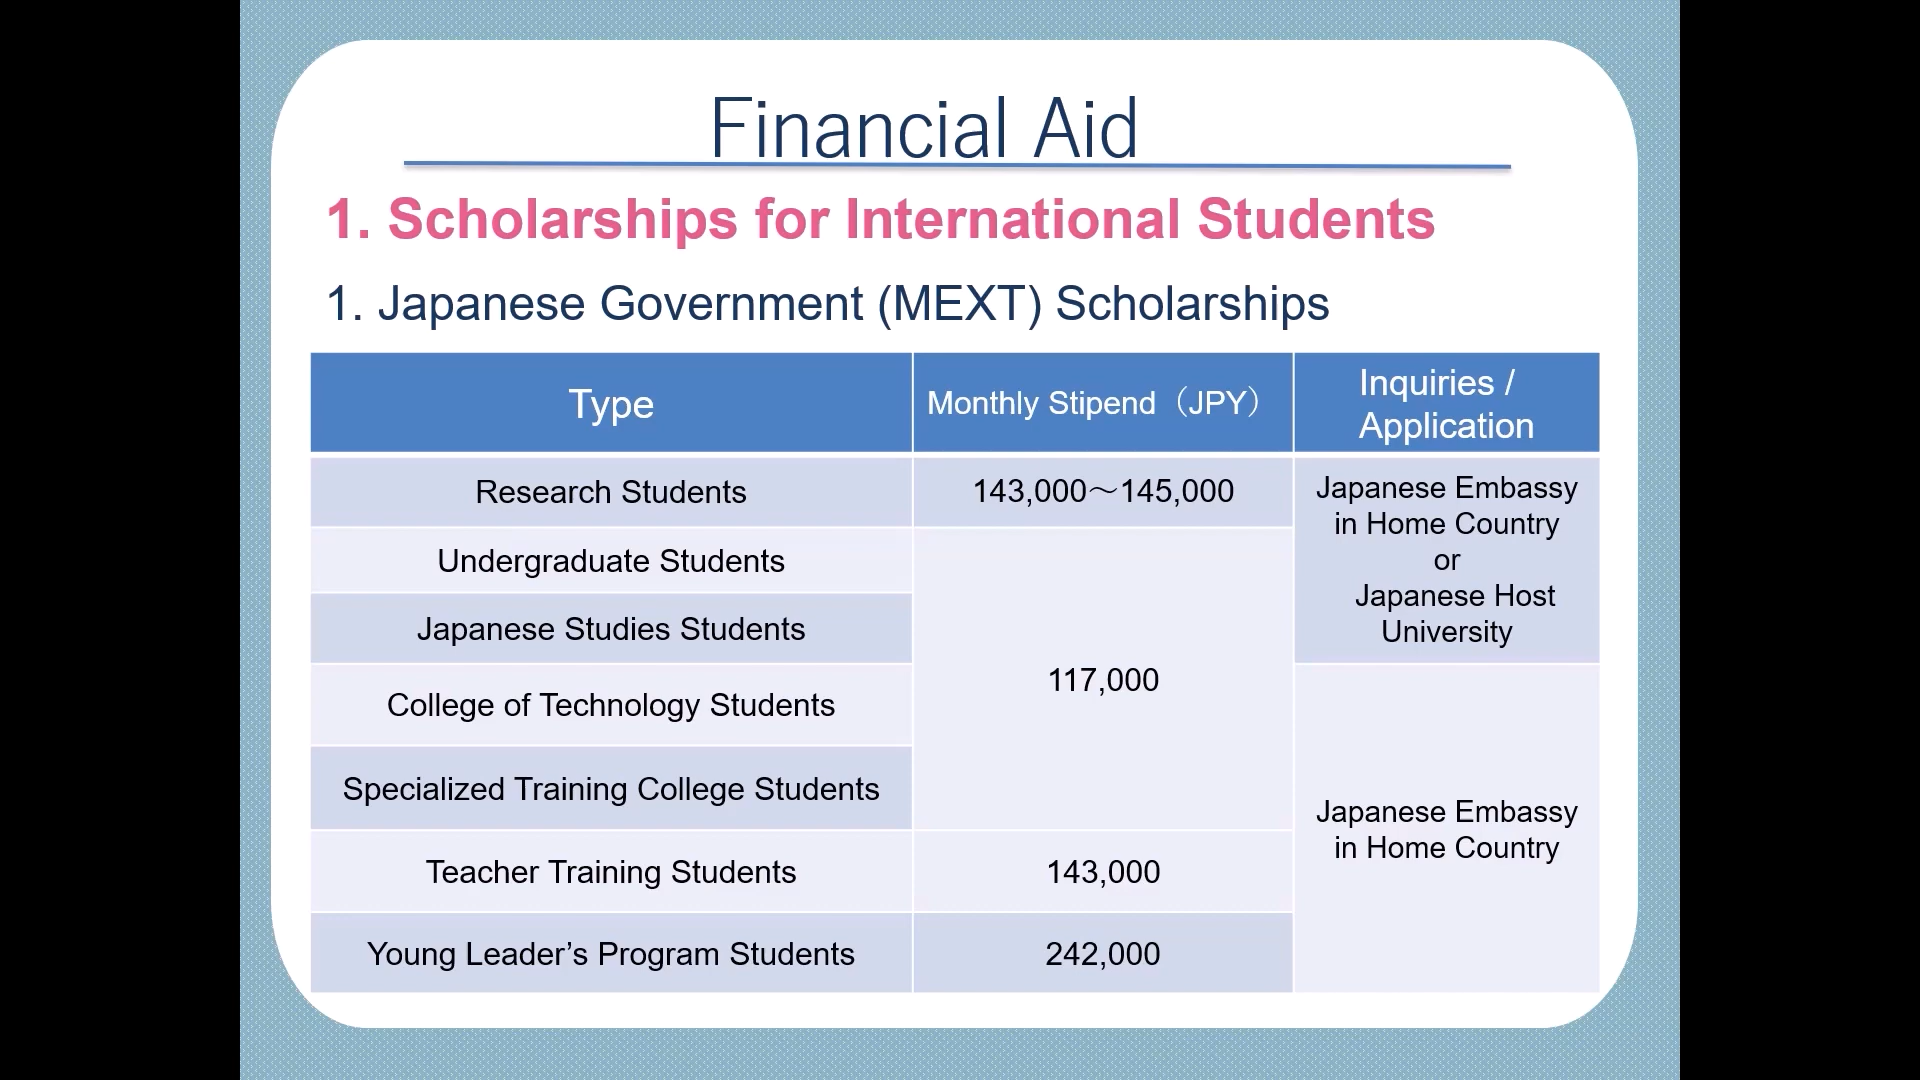 Financial Aid
1. Scholarships for International Students
1. Japanese Government (MEXT) Scholarships
Type
Monthly Stipend（JPY）
Inquiries /
Application
Research Students
143,000～145,000
Japanese Embassy
in Home Country
or
Japanese Host
University
Undergraduate Students
117,000
Japanese Studies Students
College of Technology Students
Japanese Embassy
in Home Country
Specialized Training College Students
Teacher Training Students
143,000
Young Leader’s Program Students
242,000